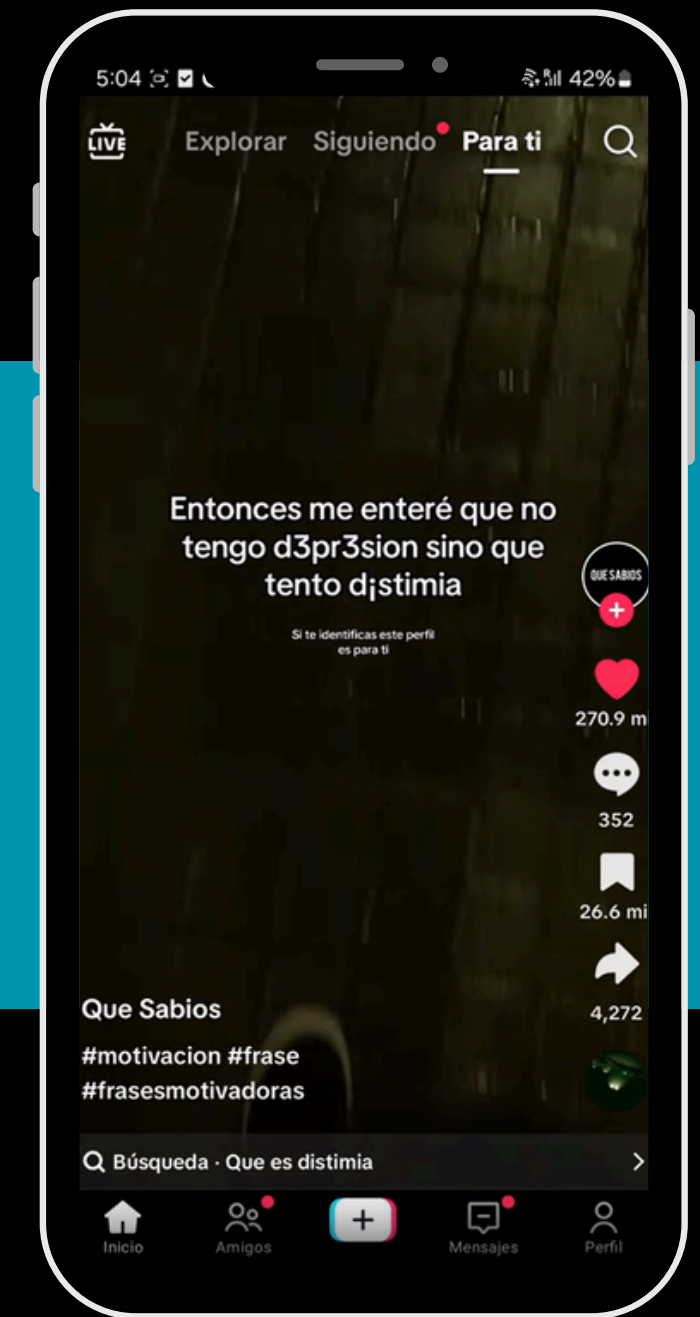 5:04
42%
LIVE
Explorar Siguiendo Para ti
Entonces me enteré que no
tengo d3pr3sion sino que
tento d¡stimia
Si te identificas este perfil
es para ti
QUE SABIOS
270.9 m
352
26.6 mi
4,272
Que Sabios
#motivacion #frase
#frasesmotivadoras
Búsqueda · Que es distimia
Inicio Amigos Mensajes Perfil